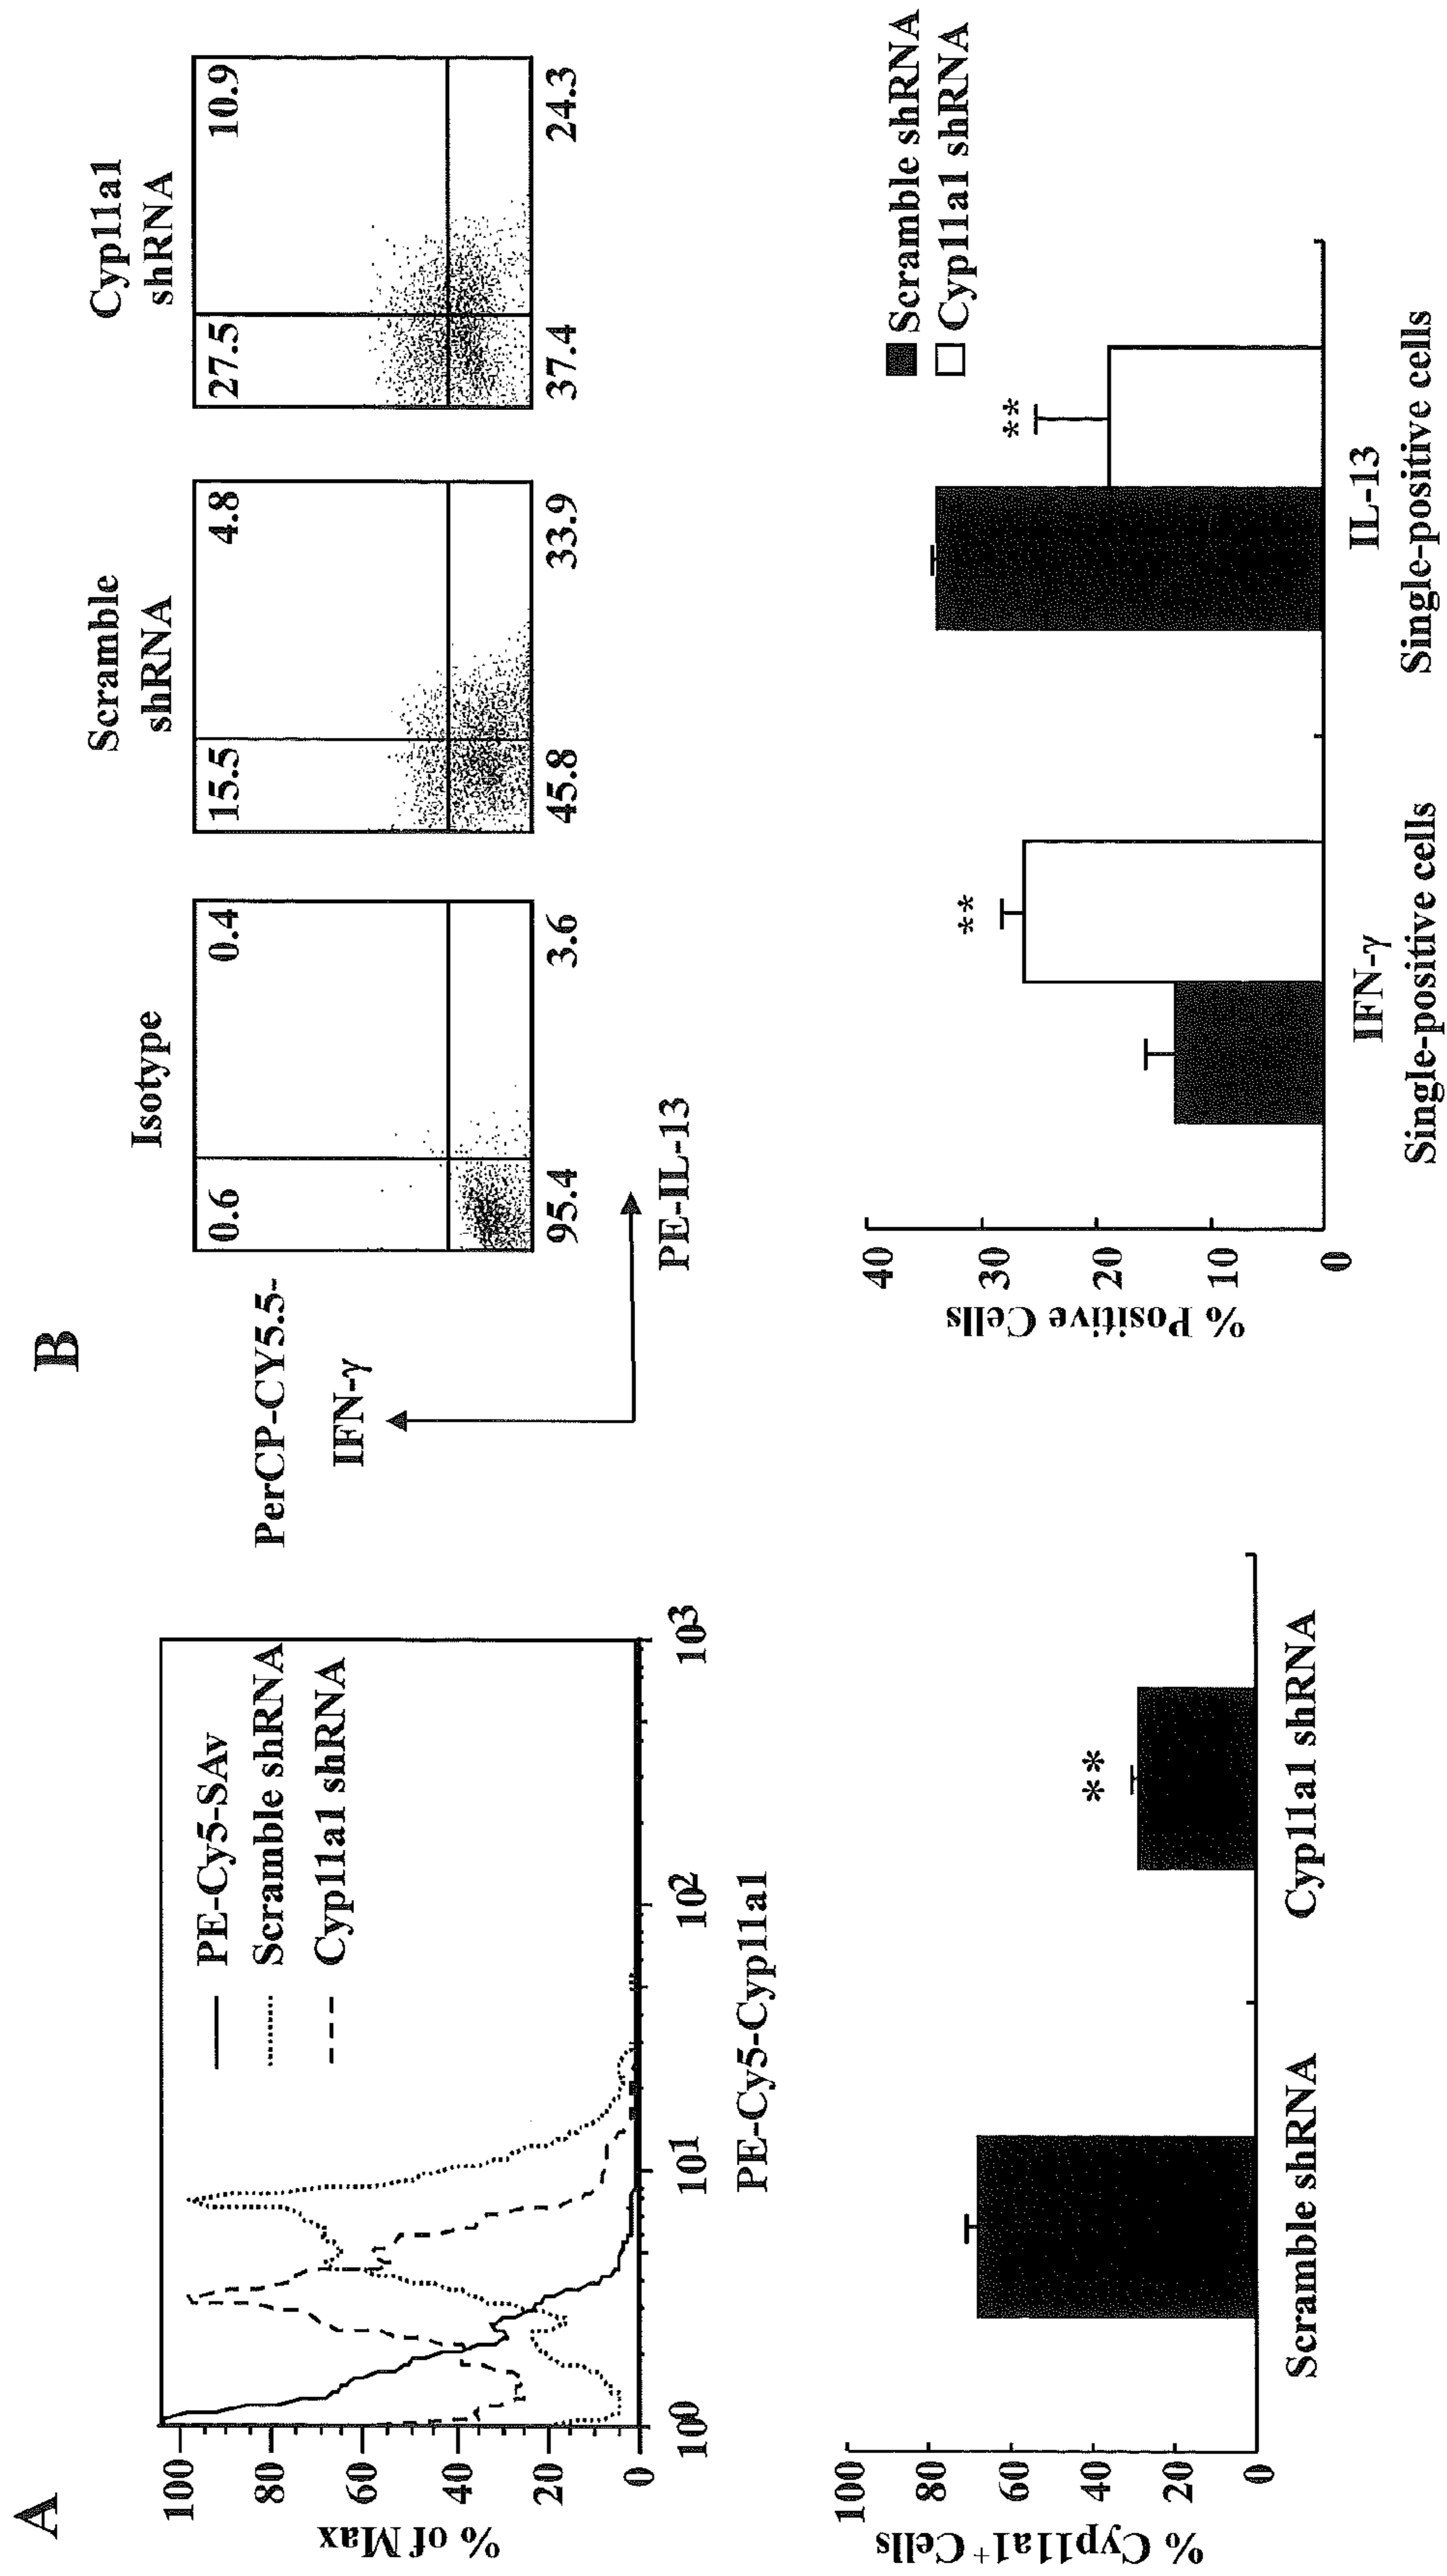 A
100
80
60
40
20
0
% of Max
PE-Cy5-SAv
Scramble shRNA
Cyp11a1 shRNA
10⁰
10¹
10²
10³
PE-Cy5-Cyp11a1
100
80
60
40
20
0
% Cyp11a1⁺ Cells
**
Scramble shRNA
Cyp11a1 shRNA
B
PerCP-CY5.5-
IFN-γ
PE-IL-13
Isotype
0.6
0.4
95.4
3.6
Scramble
shRNA
15.5
4.8
45.8
33.9
Cyp11a1
shRNA
27.5
10.9
37.4
24.3
40
30
20
10
0
% Positive Cells
Scramble shRNA
Cyp11a1 shRNA
**
**
IFN-γ
Single-positive cells
IL-13
Single-positive cells